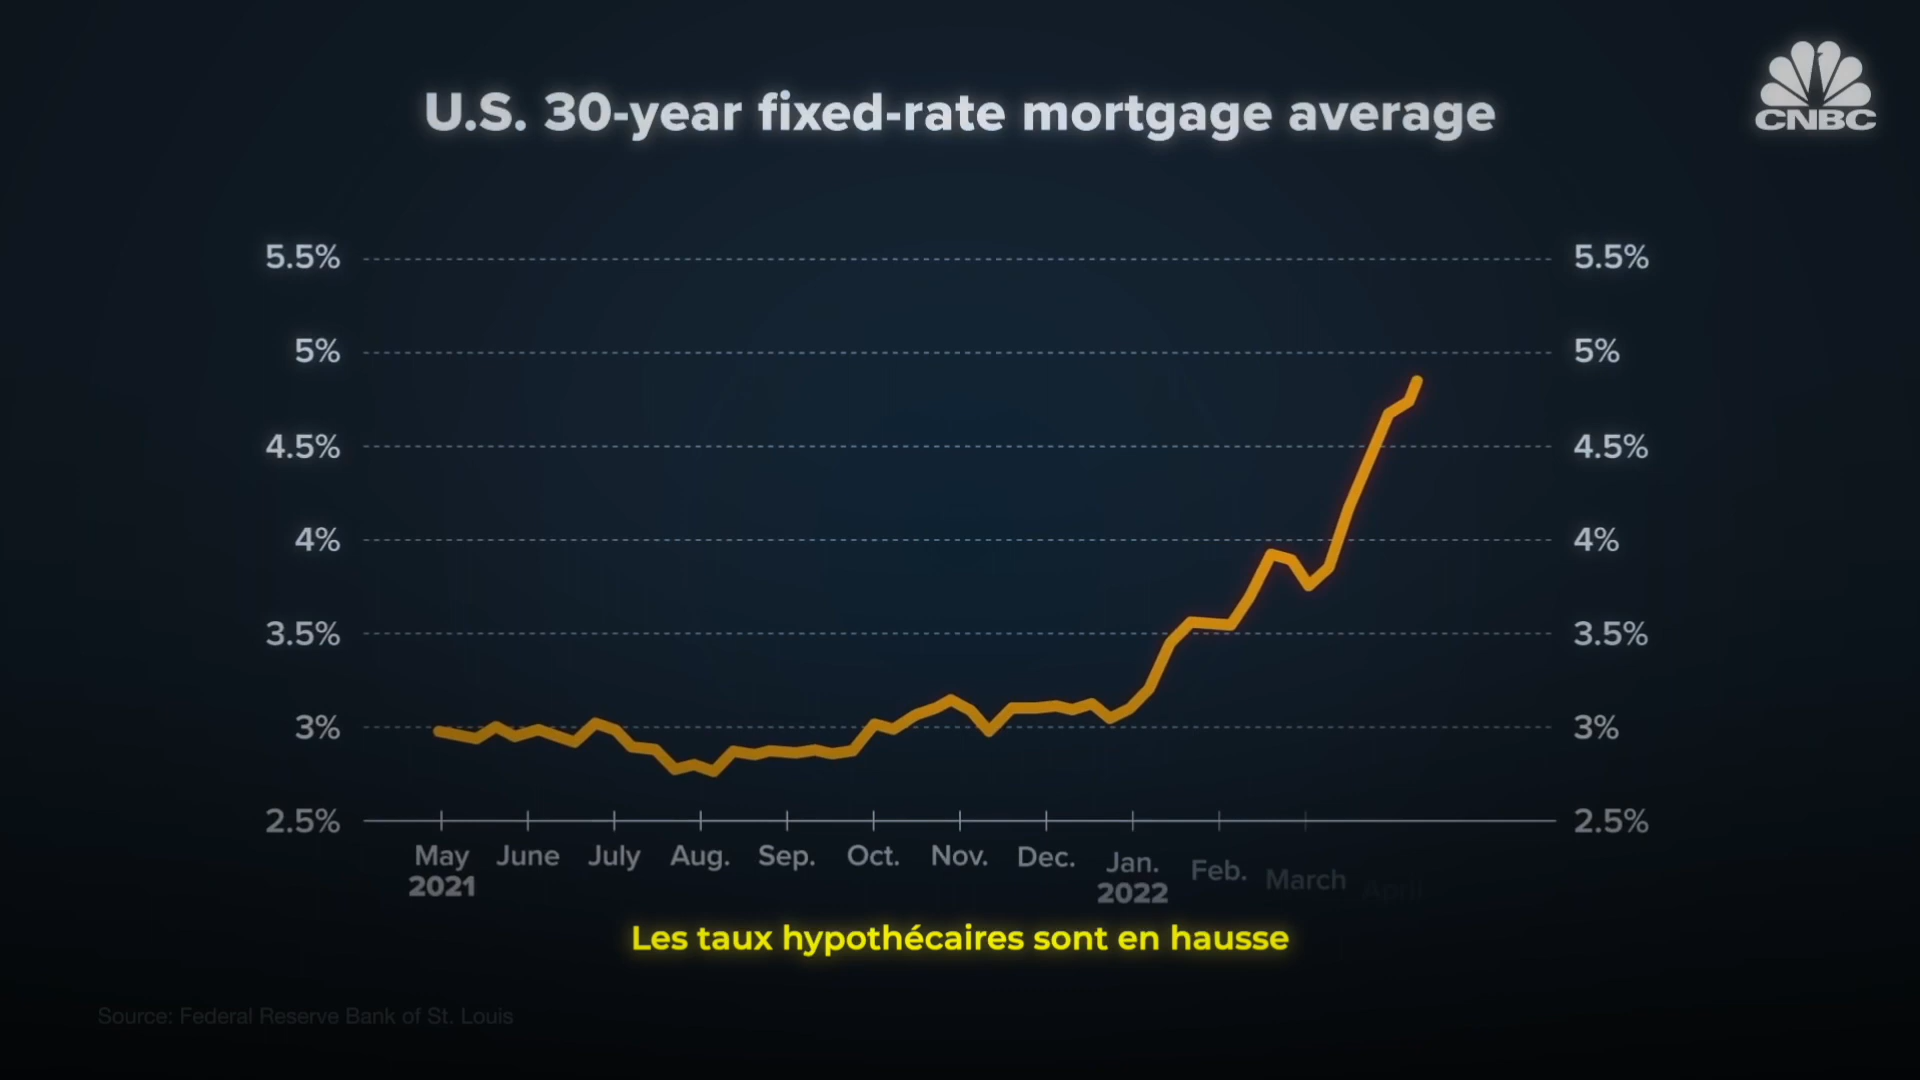 U.S. 30-year fixed-rate mortgage average
CNBC
5.5% 5.5%
5% 5%
4.5% 4.5%
4% 4%
3.5% 3.5%
3% 3%
2.5% 2.5%
May June July Aug. Sep. Oct. Nov. Dec. Jan. Feb. March April
2021 2022
Les taux hypothécaires sont en hausse
Source: Federal Reserve Bank of St. Louis